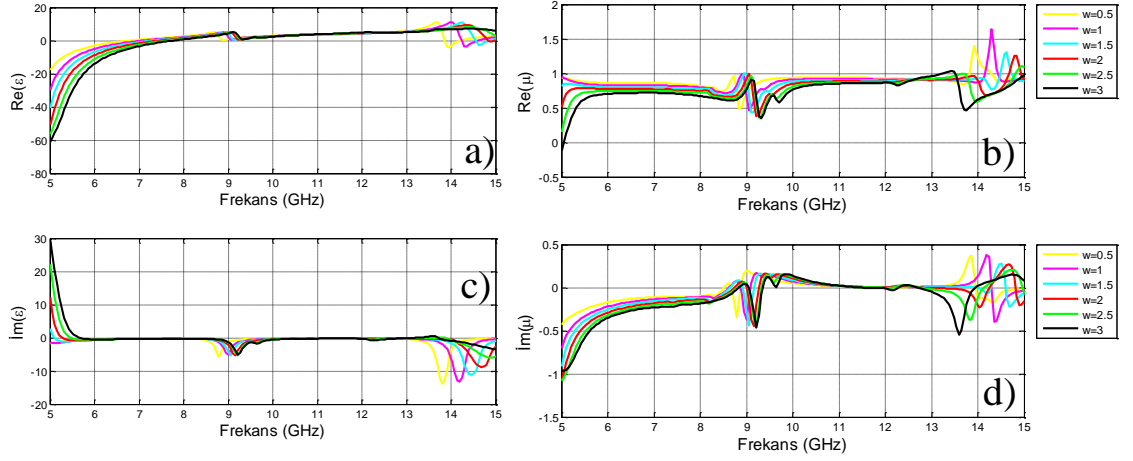 Re(ε)
20
0
-20
-40
-60
-80
5 6 7 8 9 10 11 12 13 14 15
Frekans (GHz)
a)
Re(μ)
2
1.5
1
0.5
0
-0.5
5 6 7 8 9 10 11 12 13 14 15
Frekans (GHz)
b)
w=0.5
w=1
w=1.5
w=2
w=2.5
w=3
İm(ε)
30
20
10
0
-10
20
5 6 7 8 9 10 11 12 13 14 15
Frekans (GHz)
c)
İm(μ)
0.5
0
-0.5
-1
-1.5
5 6 7 8 9 10 11 12 13 14 15
Frekans (GHz)
d)
w=0.5
w=1
w=1.5
w=2
w=2.5
w=3